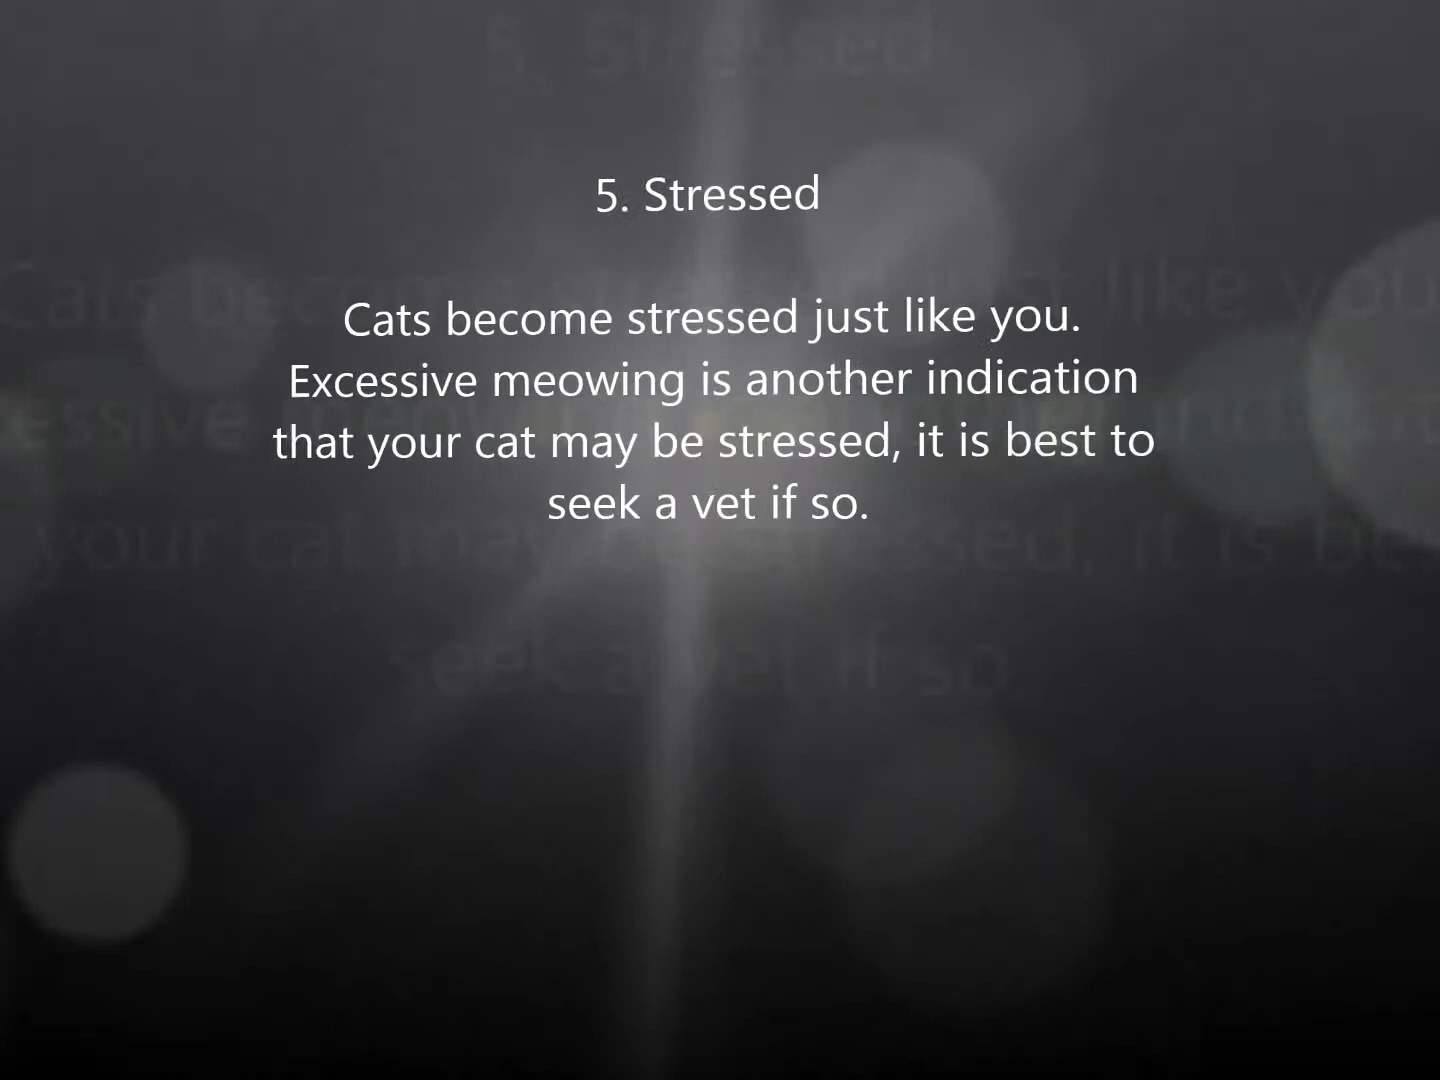 5. Stressed
Cats become stressed just like you.
Excessive meowing is another indication
that your cat may be stressed, it is best to
seek a vet if so.